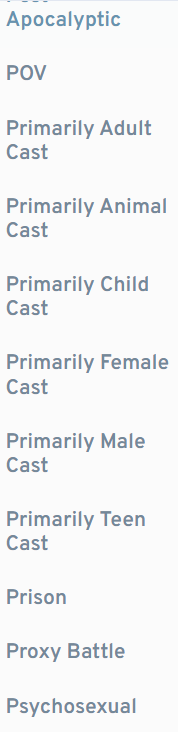 Apocalyptic
POV
Primarily Adult
Cast
Primarily Animal
Cast
Primarily Child
Cast
Primarily Female
Cast
Primarily Male
Cast
Primarily Teen
Cast
Prison
Proxy Battle
Psychosexual